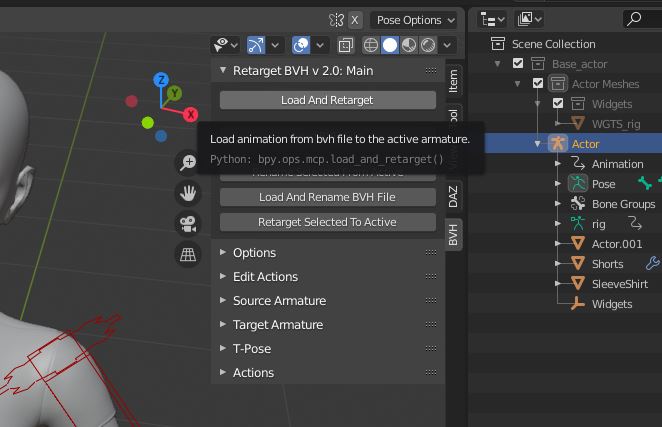 X Pose Options
Retarget BVH v 2.0: Main
Load And Retarget
Load animation from bvh file to the active armature.
Python: bpy.ops.mcp.load_and_retarget()
Rename Selected From Active
Load And Rename BVH File
Retarget Selected To Active
Options
Edit Actions
Source Armature
Target Armature
T-Pose
Actions
Item
DAZ
BVH
Z
Y
X
Scene Collection
Base_actor
Actor Meshes
Widgets
WGTS_rig
Actor
Animation
Pose
Bone Groups
rig
Actor.001
Shorts
SleeveShirt
Widgets